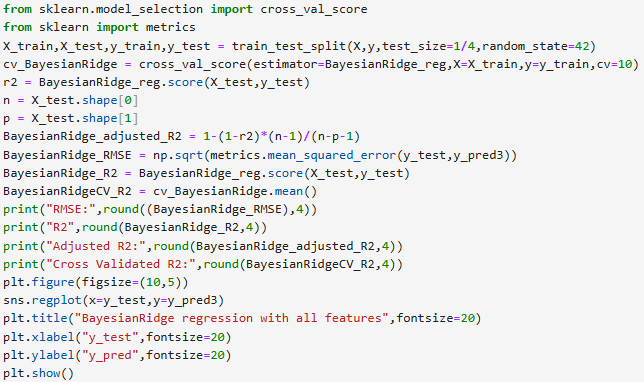 from sklearn.model_selection import cross_val_score
from sklearn import metrics
X_train,X_test,y_train,y_test = train_test_split(X,y,test_size=1/4,random_state=42)
cv_BayesianRidge = cross_val_score(estimator=BayesianRidge_reg,X=X_train,y=y_train,cv=10)
r2 = BayesianRidge_reg.score(X_test,y_test)
n = X_test.shape[0]
p = X_test.shape[1]
BayesianRidge_adjusted_R2 = 1-(1-r2)*(n-1)/(n-p-1)
BayesianRidge_RMSE = np.sqrt(metrics.mean_squared_error(y_test,y_pred3))
BayesianRidge_R2 = BayesianRidge_reg.score(X_test,y_test)
BayesianRidgeCV_R2 = cv_BayesianRidge.mean()
print("RMSE:",round((BayesianRidge_RMSE),4))
print("R2",round(BayesianRidge_R2,4))
print("Adjusted R2:",round(BayesianRidge_adjusted_R2,4))
print("Cross Validated R2:",round(BayesianRidgeCV_R2,4))
plt.figure(figsize=(10,5))
sns.regplot(x=y_test,y=y_pred3)
plt.title("BayesianRidge regression with all features",fontsize=20)
plt.xlabel("y_test",fontsize=20)
plt.ylabel("y_pred",fontsize=20)
plt.show()